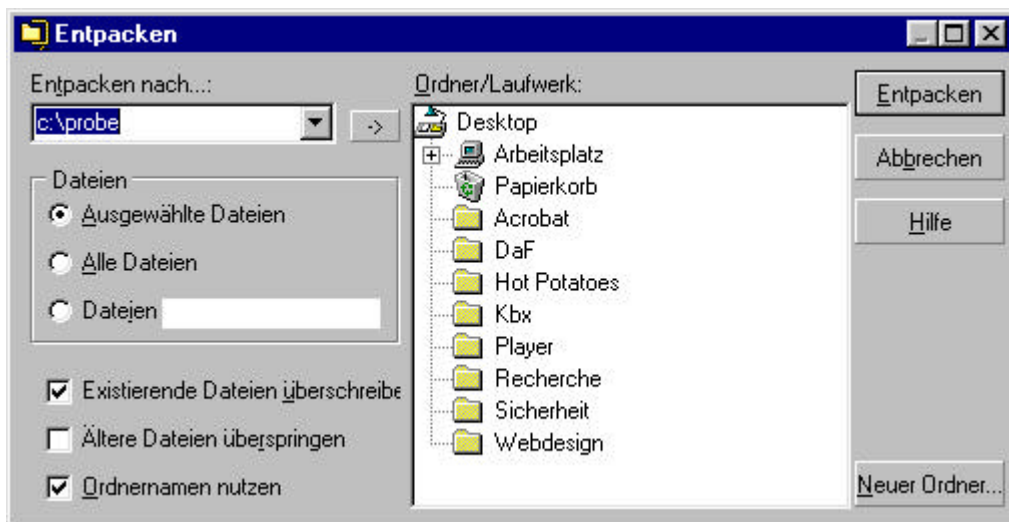 Entpacken
Entpacken nach...:
c:\probe
->
Dateien
Ausgewählte Dateien
Alle Dateien
Dateien
Existierende Dateien überschreibe
Ältere Dateien überspringen
Ordnernamen nutzen
Ordner/Laufwerk:
Desktop
Arbeitsplatz
Papierkorb
Acrobat
DaF
Hot Potatoes
Kbx
Player
Recherche
Sicherheit
Webdesign
Entpacken
Abbrechen
Hilfe
Neuer Ordner...